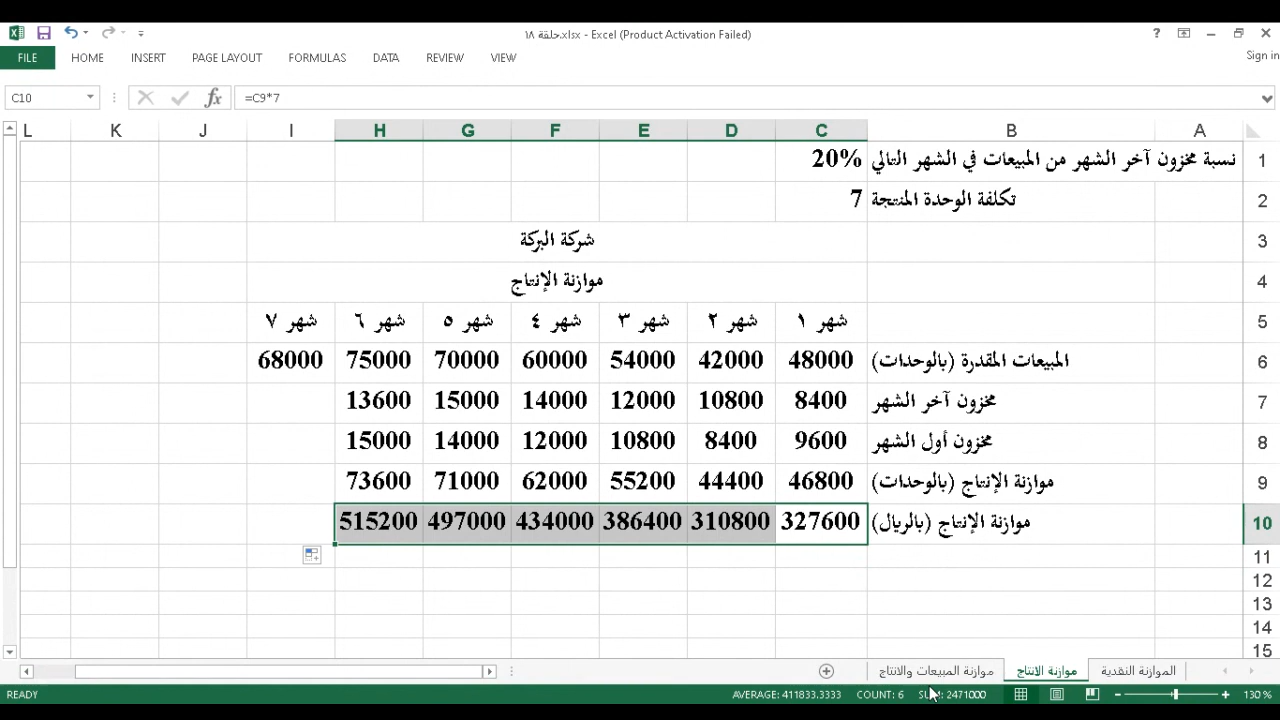 حلقة ١٨.xlsx - Excel (Product Activation Failed)
FILE HOME INSERT PAGE LAYOUT FORMULAS DATA REVIEW VIEW Sign in
C10 fx =C9*7
L K J I H G F E D C B A
1 نسبة مخزون آخر الشهر من المبيعات في الشهر التالي 20%
2 تكلفة الوحدة المنتجة 7
3 شركة البركة
4 موازنة الإنتاج
5 شهر ١ شهر ٢ شهر ٣ شهر ٤ شهر ٥ شهر ٦ شهر ٧
6 المبيعات المقدرة (بالوحدات) 48000 42000 54000 60000 70000 75000 68000
7 مخزون آخر الشهر 8400 10800 12000 14000 15000 13600
8 مخزون أول الشهر 9600 8400 10800 12000 14000 15000
9 موازنة الإنتاج (بالوحدات) 46800 44400 55200 62000 71000 73600
10 موازنة الإنتاج (بالريال) 327600 310800 386400 434000 497000 515200
11
12
13
14
15
الموازنة النقدية موازنة الانتاج موازنة المبيعات والانتاج
READY AVERAGE: 411833.3333 COUNT: 6 SUM: 2471000 130%